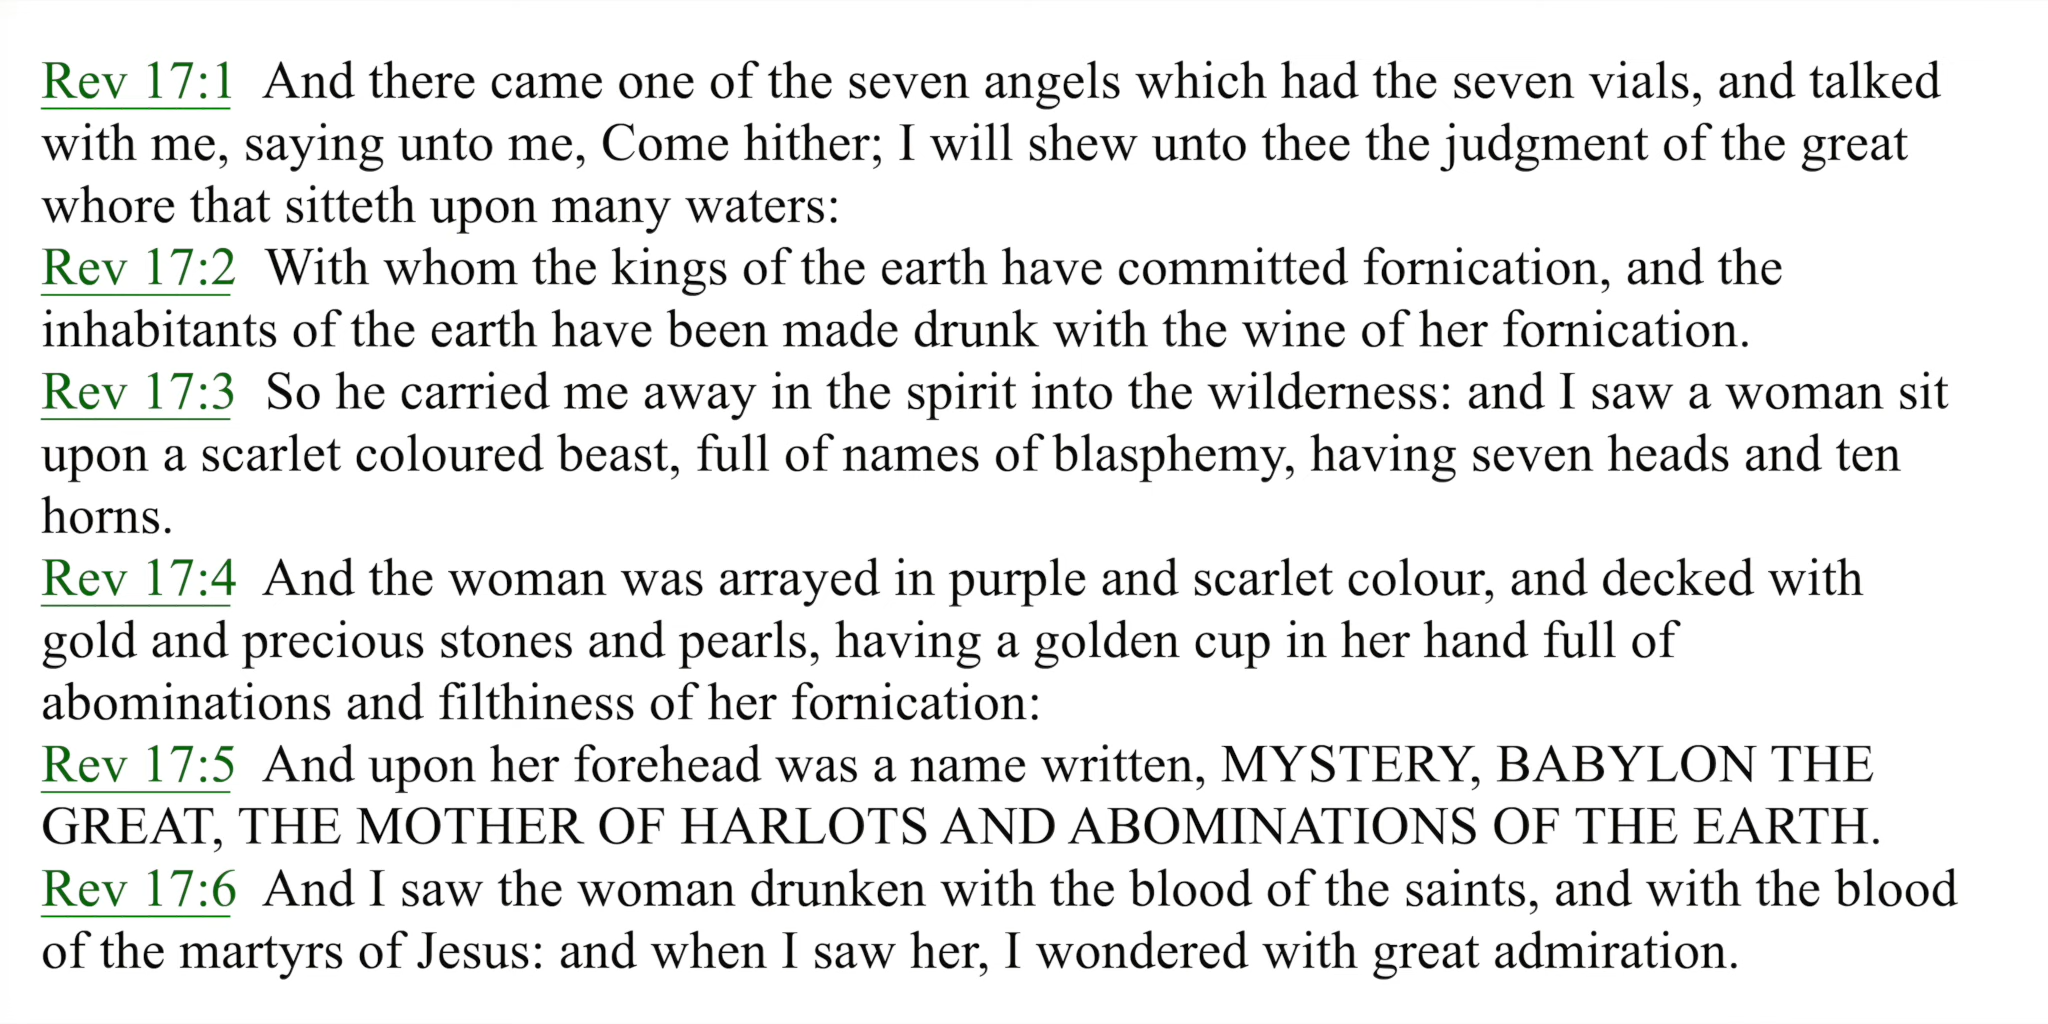 Rev 17:1 And there came one of the seven angels which had the seven vials, and talked
with me, saying unto me, Come hither; I will shew unto thee the judgment of the great
whore that sitteth upon many waters:
Rev 17:2 With whom the kings of the earth have committed fornication, and the
inhabitants of the earth have been made drunk with the wine of her fornication.
Rev 17:3 So he carried me away in the spirit into the wilderness: and I saw a woman sit
upon a scarlet coloured beast, full of names of blasphemy, having seven heads and ten
horns.
Rev 17:4 And the woman was arrayed in purple and scarlet colour, and decked with
gold and precious stones and pearls, having a golden cup in her hand full of
abominations and filthiness of her fornication:
Rev 17:5 And upon her forehead was a name written, MYSTERY, BABYLON THE
GREAT, THE MOTHER OF HARLOTS AND ABOMINATIONS OF THE EARTH.
Rev 17:6 And I saw the woman drunken with the blood of the saints, and with the blood
of the martyrs of Jesus: and when I saw her, I wondered with great admiration.